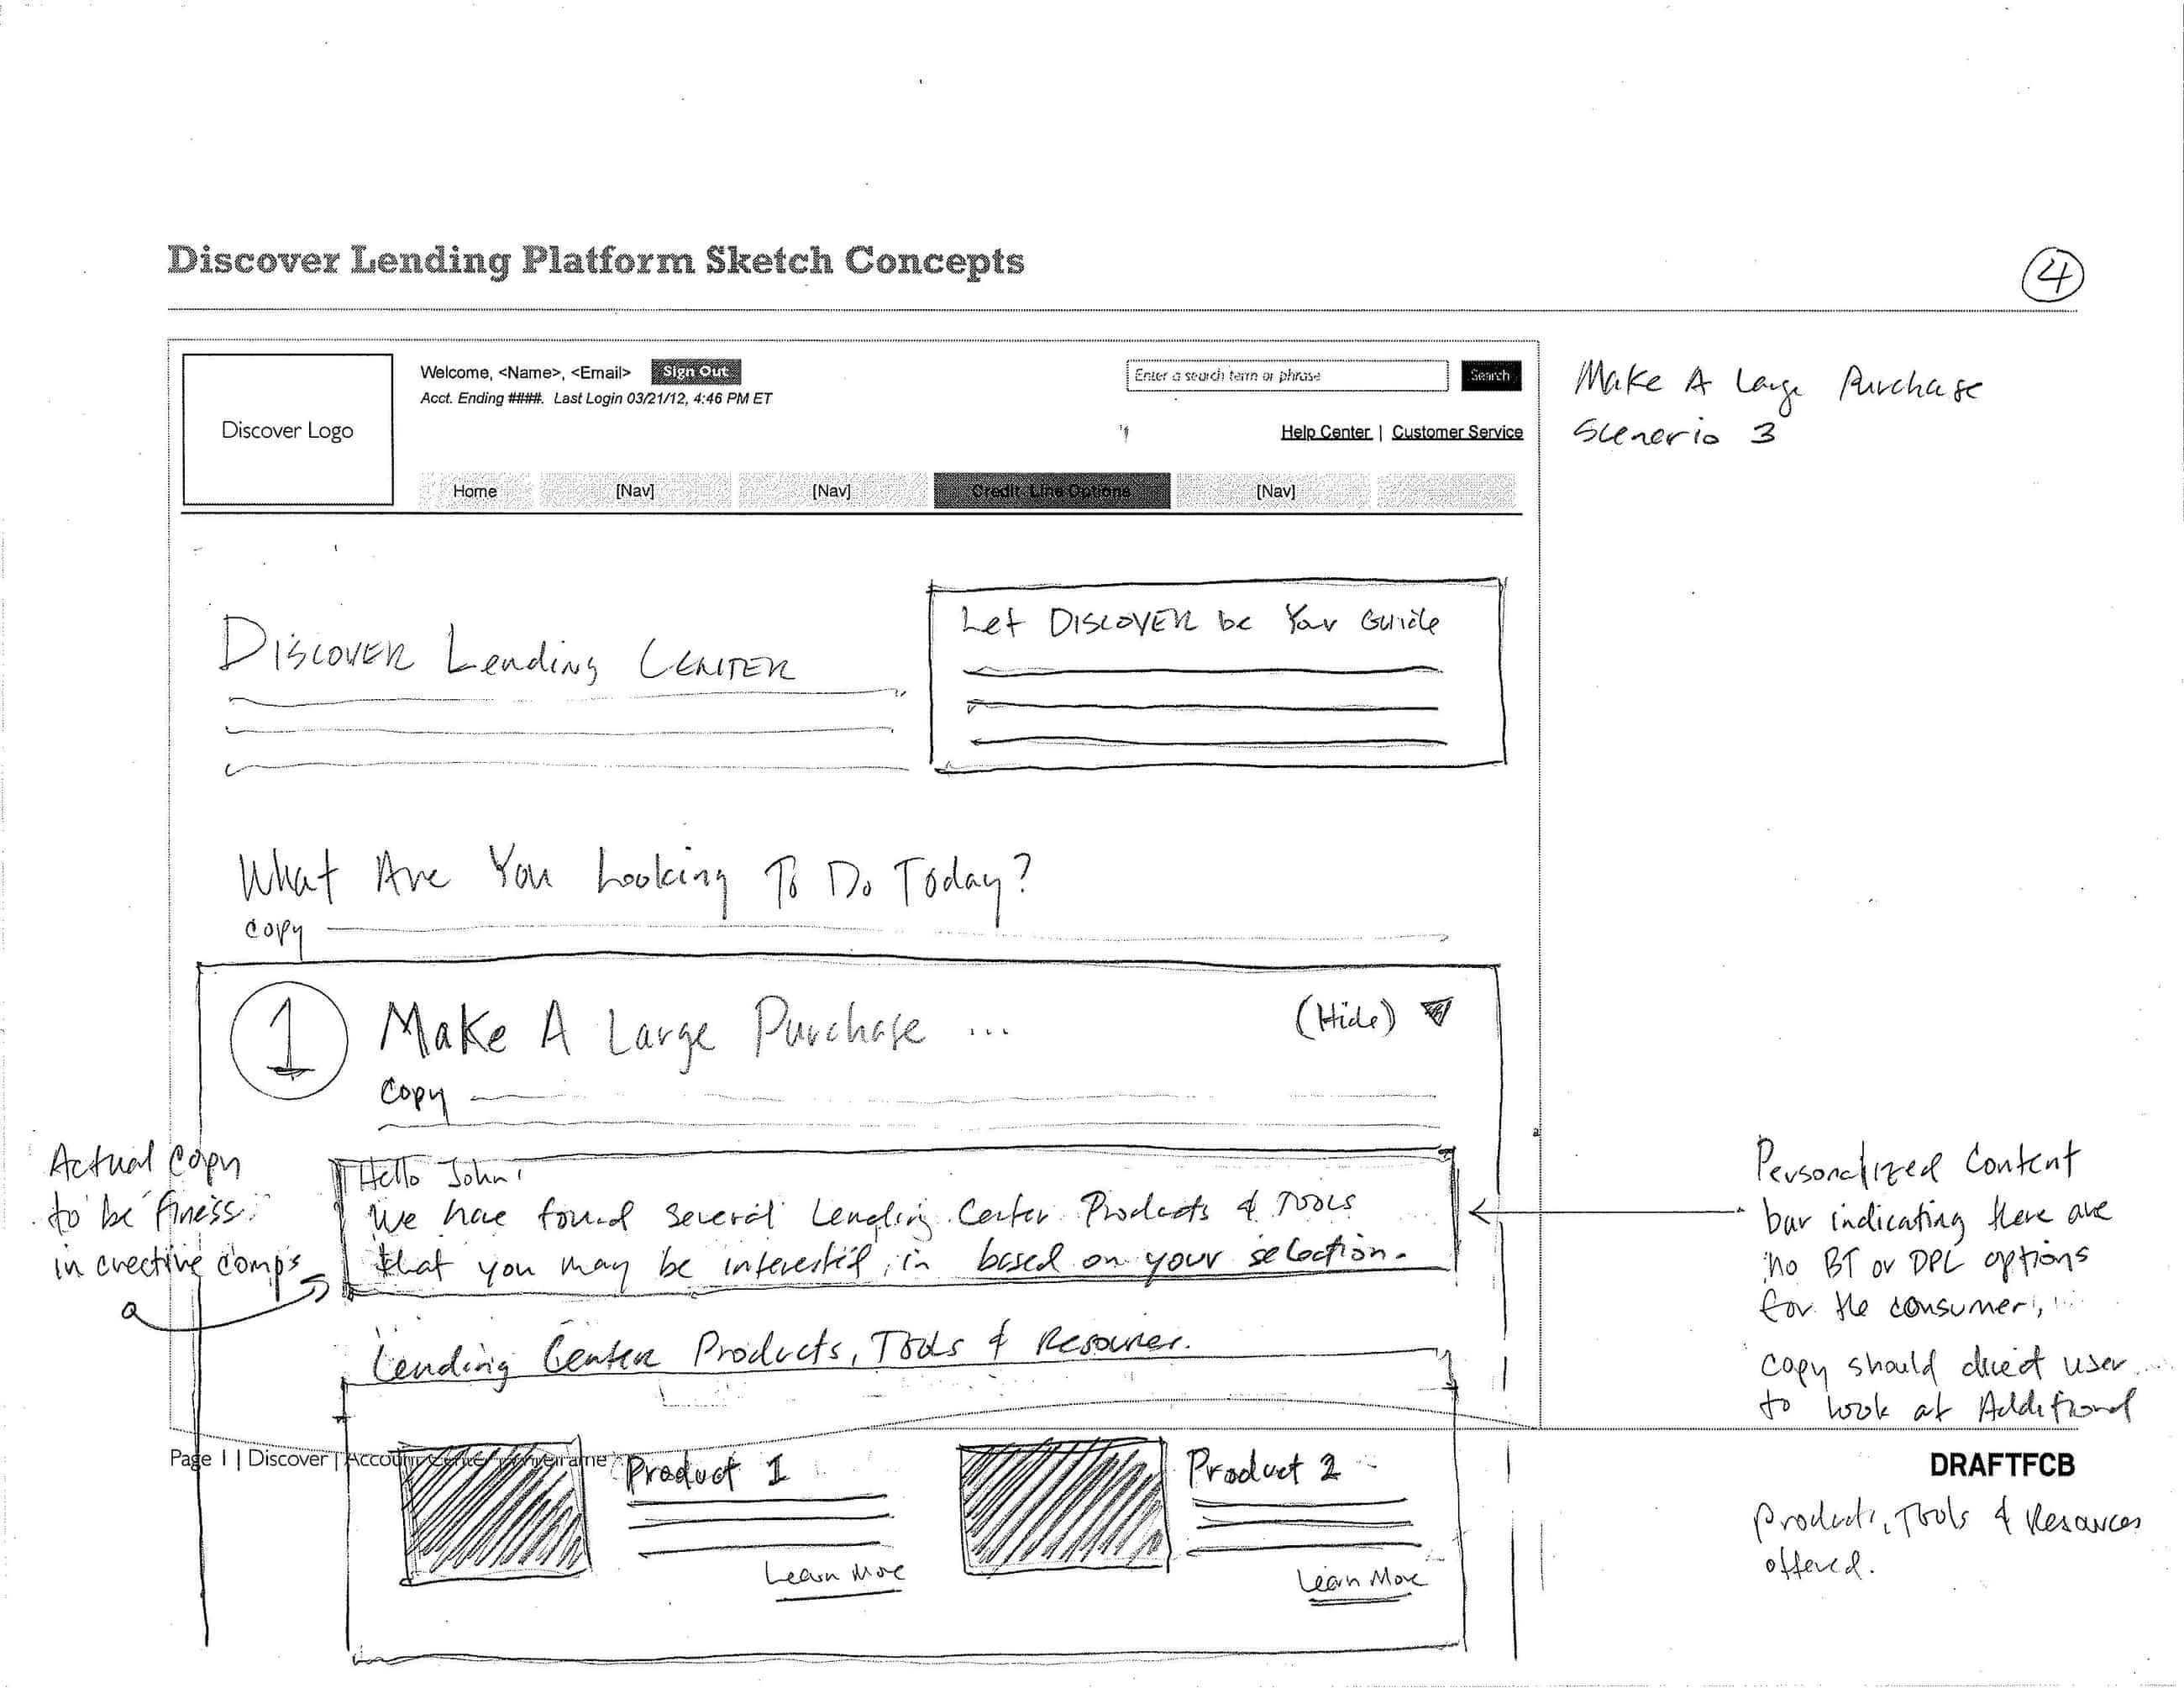 Discover Lending Platform Sketch Concepts
4
Discover Logo
Welcome, <Name>, <Email> Sign Out
Acct. Ending ####. Last Login 03/21/12, 4:46 PM ET
Enter a search term or phrase Search
Help Center | Customer Service
Home [Nav] [Nav] Credit Line Options [Nav]
Make A Large Purchase
Scenerio 3
DISCOVER Lending CENTER
Let DISCOVER be Your Guide
What Are You Looking To Do Today?
copy
1 Make A Large Purchase ... (Hide)
Copy
Actual Copy
to be finess
in creative comps
Hello John!
We have found several Lending Center Products & Tools
that you may be interested in based on your selection.
Personalized Content
bar indicating there are
no BT or DPL options
for the consumer,
copy should direct user
to look at Additional
Products, Tools & Resources
offered.
Lending Center Products, Tools & Resources.
Product 1
Learn More
Product 2
Learn More
Page 1 | Discover | Account Center Wireframe
DRAFTFCB